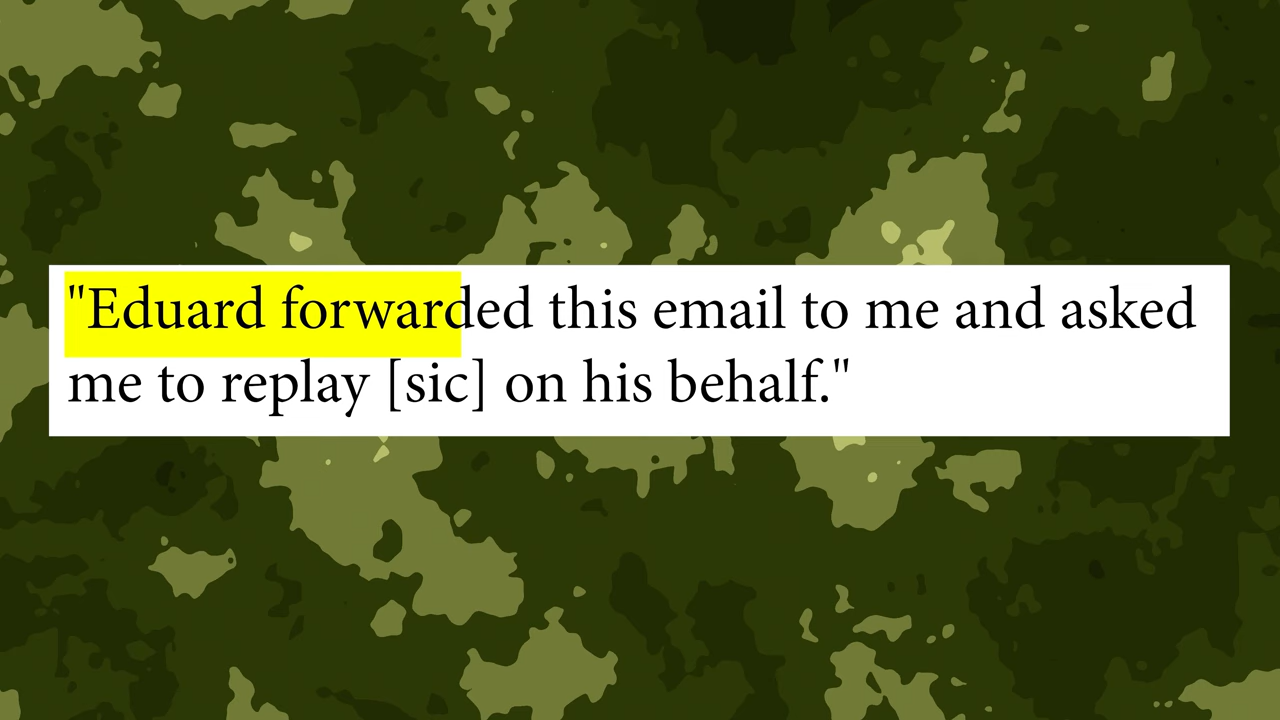 "Eduard forwarded this email to me and asked
me to replay [sic] on his behalf."